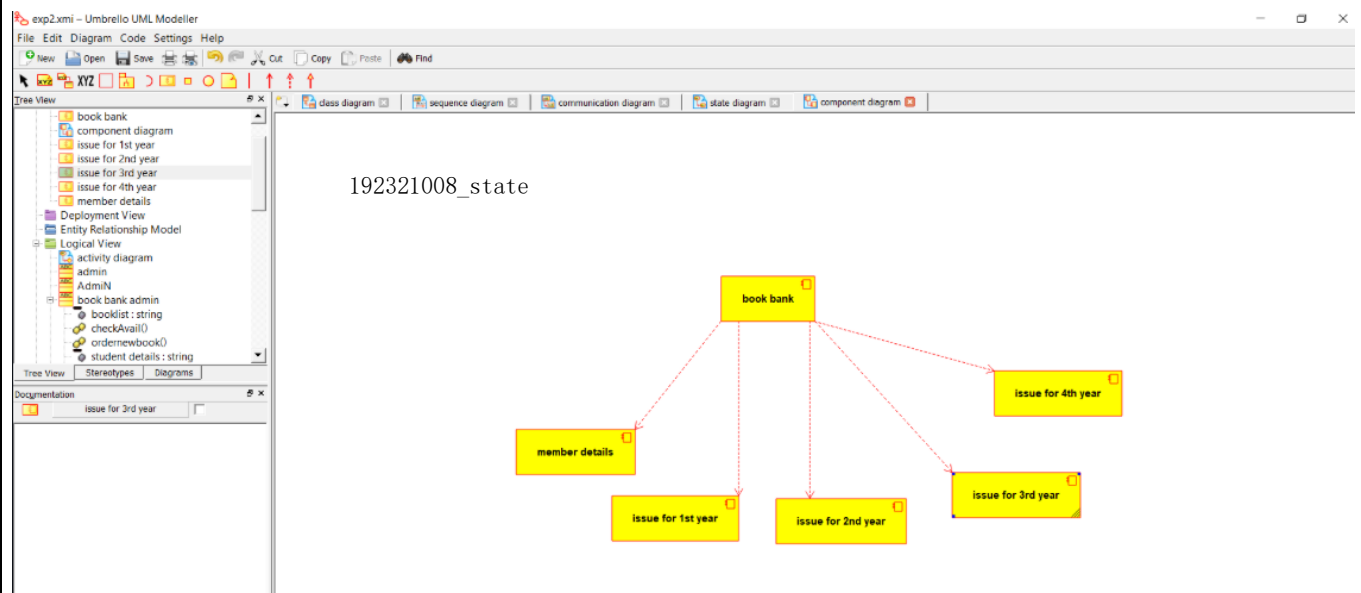 exp2.xmi – Umbrello UML Modeller
File Edit Diagram Code Settings Help
New Open Save Cut Copy Paste Find
XYZ XYZ
Tree View
class diagram sequence diagram communication diagram state diagram component diagram
book bank
component diagram
issue for 1st year
issue for 2nd year
issue for 3rd year
issue for 4th year
member details
Deployment View
Entity Relationship Model
Logical View
activity diagram
admin
AdmiN
book bank admin
booklist : string
checkAvail()
ordernewbook()
student details : string
Tree View Stereotypes Diagrams
Documentation
issue for 3rd year
192321008_state
book bank
issue for 4th year
member details
issue for 3rd year
issue for 1st year
issue for 2nd year